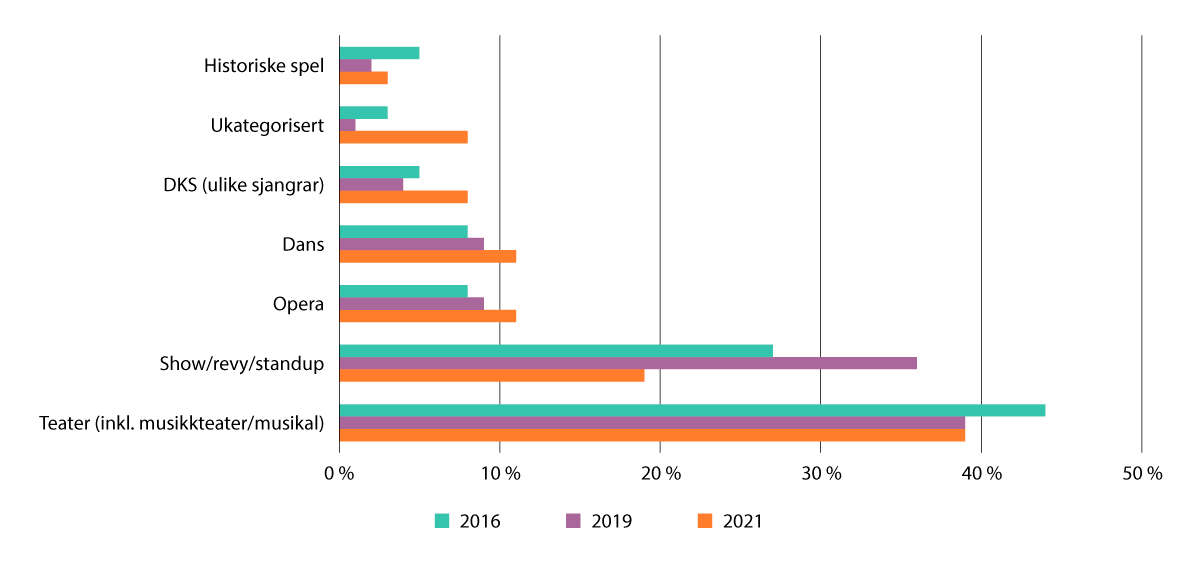 Historiske spel
Ukategorisert
DKS (ulike sjangrar)
Dans
Opera
Show/revy/standup
Teater (inkl. musikkteater/musikal)
0 % 10 % 20 % 30 % 40 % 50 %
2016 2019 2021